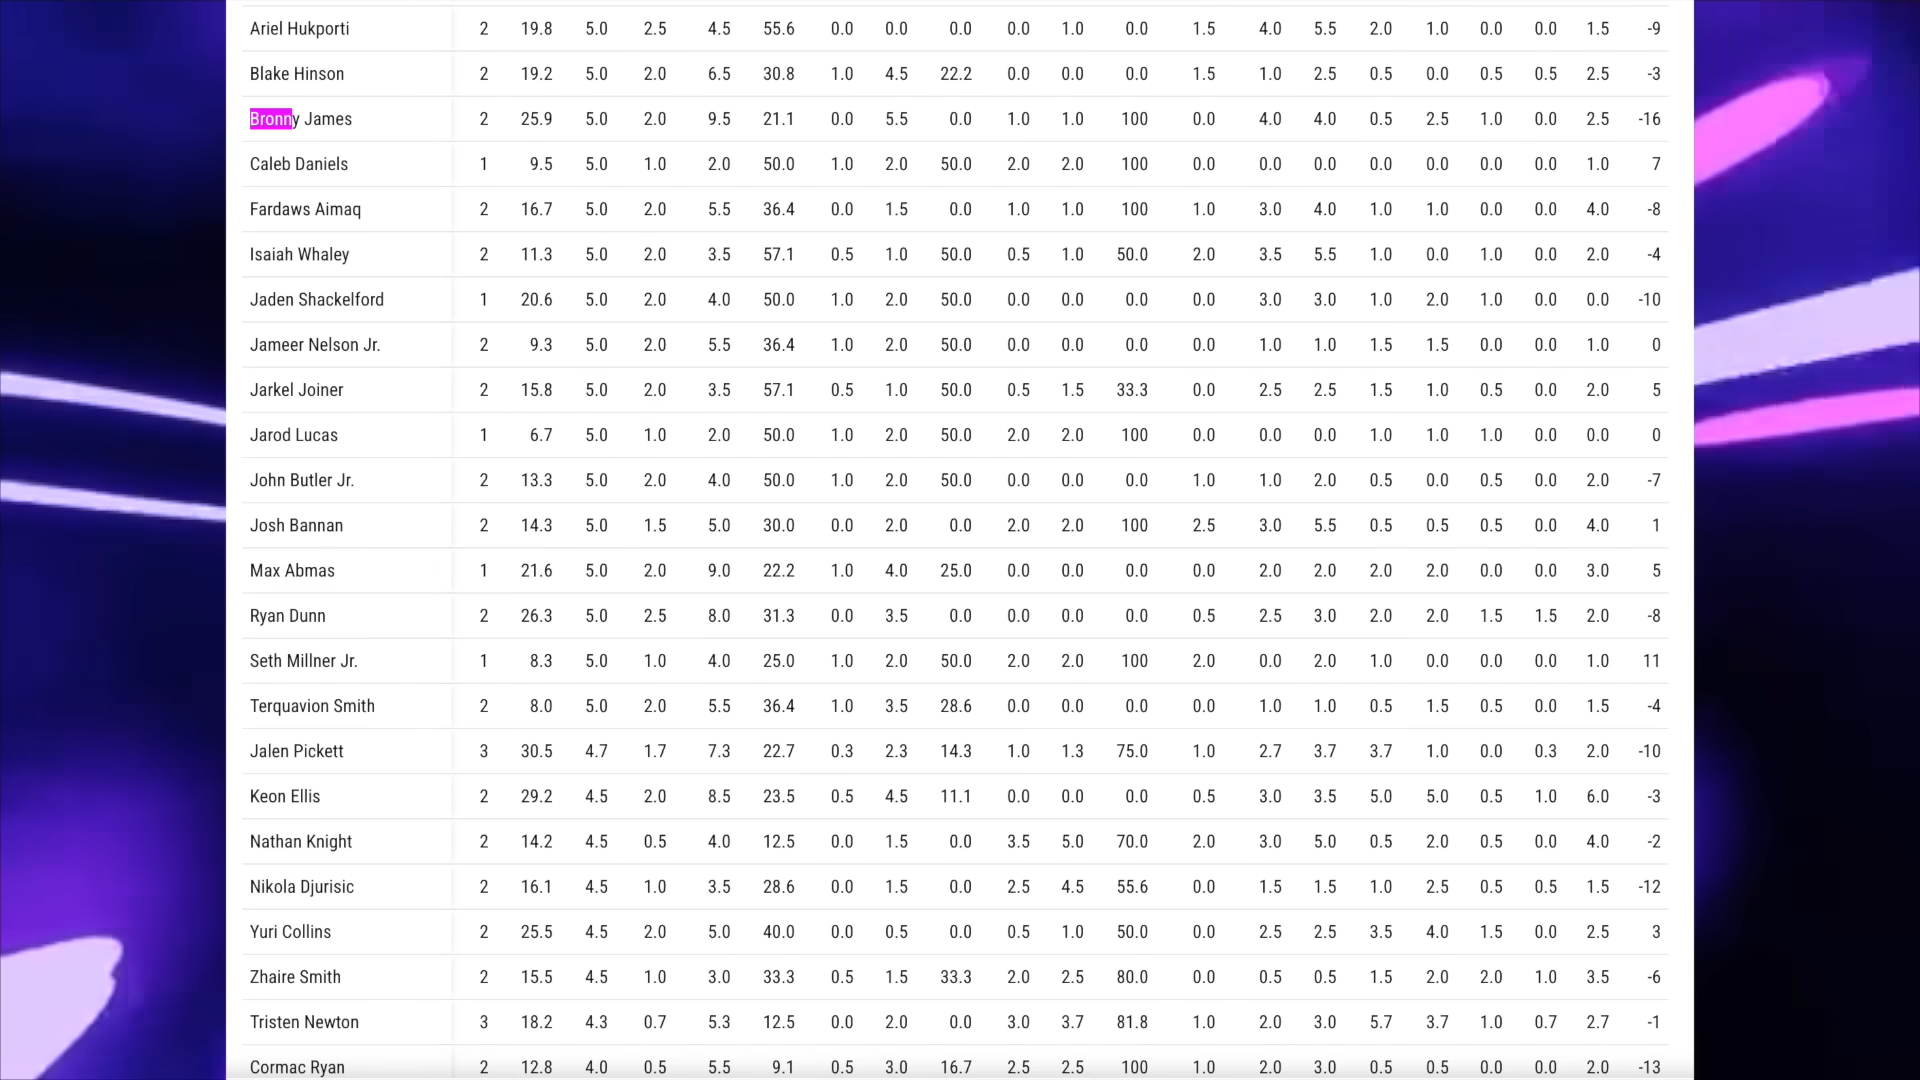 Ariel Hukporti 2 19.8 5.0 2.5 4.5 55.6 0.0 0.0 0.0 0.0 1.0 0.0 1.5 4.0 5.5 2.0 1.0 0.0 0.0 1.5 -9
Blake Hinson 2 19.2 5.0 2.0 6.5 30.8 1.0 4.5 22.2 0.0 0.0 0.0 1.5 1.0 2.5 0.5 0.0 0.5 0.5 2.5 -3
Bronny James 2 25.9 5.0 2.0 9.5 21.1 0.0 5.5 0.0 1.0 1.0 100 0.0 4.0 4.0 0.5 2.5 1.0 0.0 2.5 -16
Caleb Daniels 1 9.5 5.0 1.0 2.0 50.0 1.0 2.0 50.0 2.0 2.0 100 0.0 0.0 0.0 0.0 0.0 0.0 0.0 1.0 7
Fardaws Aimaq 2 16.7 5.0 2.0 5.5 36.4 0.0 1.5 0.0 1.0 1.0 100 1.0 3.0 4.0 1.0 1.0 0.0 0.0 4.0 -8
Isaiah Whaley 2 11.3 5.0 2.0 3.5 57.1 0.5 1.0 50.0 0.5 1.0 50.0 2.0 3.5 5.5 1.0 0.0 1.0 0.0 2.0 -4
Jaden Shackelford 1 20.6 5.0 2.0 4.0 50.0 1.0 2.0 50.0 0.0 0.0 0.0 0.0 3.0 3.0 1.0 2.0 1.0 0.0 0.0 -10
Jameer Nelson Jr. 2 9.3 5.0 2.0 5.5 36.4 1.0 2.0 50.0 0.0 0.0 0.0 0.0 1.0 1.0 1.5 1.5 0.0 0.0 1.0 0
Jarkel Joiner 2 15.8 5.0 2.0 3.5 57.1 0.5 1.0 50.0 0.5 1.5 33.3 0.0 2.5 2.5 1.5 1.0 0.5 0.0 2.0 5
Jarod Lucas 1 6.7 5.0 1.0 2.0 50.0 1.0 2.0 50.0 2.0 2.0 100 0.0 0.0 0.0 1.0 1.0 1.0 0.0 0.0 0
John Butler Jr. 2 13.3 5.0 2.0 4.0 50.0 1.0 2.0 50.0 0.0 0.0 0.0 1.0 1.0 2.0 0.5 0.0 0.5 0.0 2.0 -7
Josh Bannan 2 14.3 5.0 1.5 5.0 30.0 0.0 2.0 0.0 2.0 2.0 100 2.5 3.0 5.5 0.5 0.5 0.5 0.0 4.0 1
Max Abmas 1 21.6 5.0 2.0 9.0 22.2 1.0 4.0 25.0 0.0 0.0 0.0 0.0 2.0 2.0 2.0 2.0 0.0 0.0 3.0 5
Ryan Dunn 2 26.3 5.0 2.5 8.0 31.3 0.0 3.5 0.0 0.0 0.0 0.0 0.5 2.5 3.0 2.0 2.0 1.5 1.5 2.0 -8
Seth Millner Jr. 1 8.3 5.0 1.0 4.0 25.0 1.0 2.0 50.0 2.0 2.0 100 2.0 0.0 2.0 1.0 0.0 0.0 0.0 1.0 11
Terquavion Smith 2 8.0 5.0 2.0 5.5 36.4 1.0 3.5 28.6 0.0 0.0 0.0 0.0 1.0 1.0 0.5 1.5 0.5 0.0 1.5 -4
Jalen Pickett 3 30.5 4.7 1.7 7.3 22.7 0.3 2.3 14.3 1.0 1.3 75.0 1.0 2.7 3.7 3.7 1.0 0.0 0.3 2.0 -10
Keon Ellis 2 29.2 4.5 2.0 8.5 23.5 0.5 4.5 11.1 0.0 0.0 0.0 0.5 3.0 3.5 5.0 5.0 0.5 1.0 6.0 -3
Nathan Knight 2 14.2 4.5 0.5 4.0 12.5 0.0 1.5 0.0 3.5 5.0 70.0 2.0 3.0 5.0 0.5 2.0 0.5 0.0 4.0 -2
Nikola Djurisic 2 16.1 4.5 1.0 3.5 28.6 0.0 1.5 0.0 2.5 4.5 55.6 0.0 1.5 1.5 1.0 2.5 0.5 0.5 1.5 -12
Yuri Collins 2 25.5 4.5 2.0 5.0 40.0 0.0 0.5 0.0 0.5 1.0 50.0 0.0 2.5 2.5 3.5 4.0 1.5 0.0 2.5 3
Zhaire Smith 2 15.5 4.5 1.0 3.0 33.3 0.5 1.5 33.3 2.0 2.5 80.0 0.0 0.5 0.5 1.5 2.0 2.0 1.0 3.5 -6
Tristen Newton 3 18.2 4.3 0.7 5.3 12.5 0.0 2.0 0.0 3.0 3.7 81.8 1.0 2.0 3.0 5.7 3.7 1.0 0.7 2.7 -1
Cormac Ryan 2 12.8 4.0 0.5 5.5 9.1 0.5 3.0 16.7 2.5 2.5 100 1.0 2.0 3.0 0.5 0.5 0.0 0.0 2.0 -13